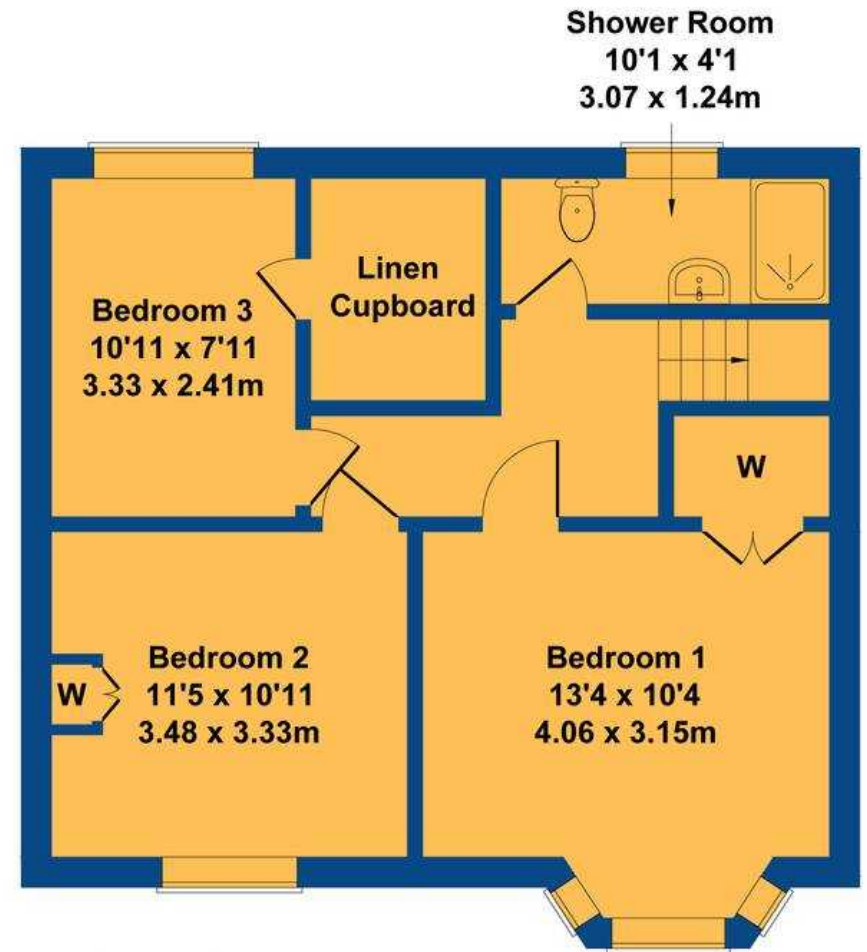 Shower Room
10'1 x 4'1
3.07 x 1.24m
Linen
Cupboard
Bedroom 3
10'11 x 7'11
3.33 x 2.41m
W
Bedroom 2
11'5 x 10'11
3.48 x 3.33m
W
Bedroom 1
13'4 x 10'4
4.06 x 3.15m